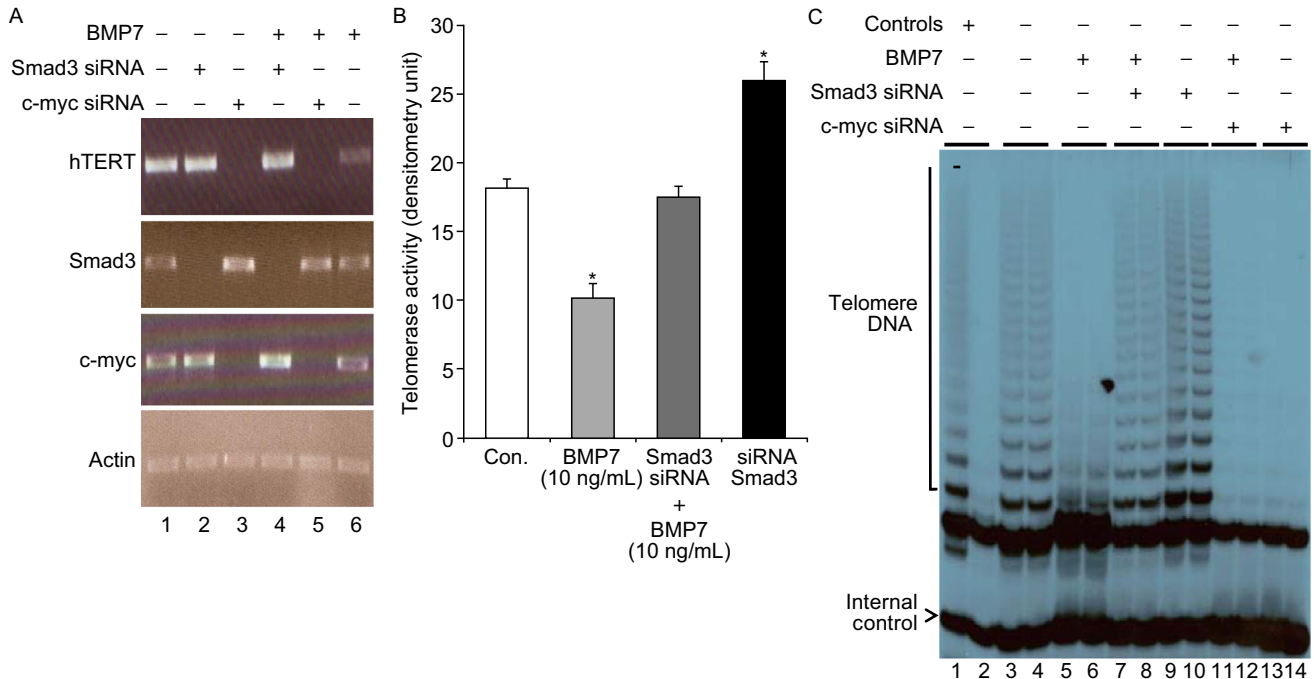 A
BMP7 – – – + + +
Smad3 siRNA – + – + – –
c-myc siRNA – – + – + –
hTERT
Smad3
c-myc
Actin
1 2 3 4 5 6
B
Telomerase activity (densitometry unit)
30
25
20
15
10
5
0
*
*
Con.
BMP7
(10 ng/mL)
Smad3
siRNA
+
BMP7
(10 ng/mL)
siRNA
Smad3
C
Controls + – – – – – –
BMP7 – – + + – + –
Smad3 siRNA – – – + + – –
c-myc siRNA – – – – – + +
Telomere
DNA
Internal
control
1 2 3 4 5 6 7 8 9 10 11 12 13 14